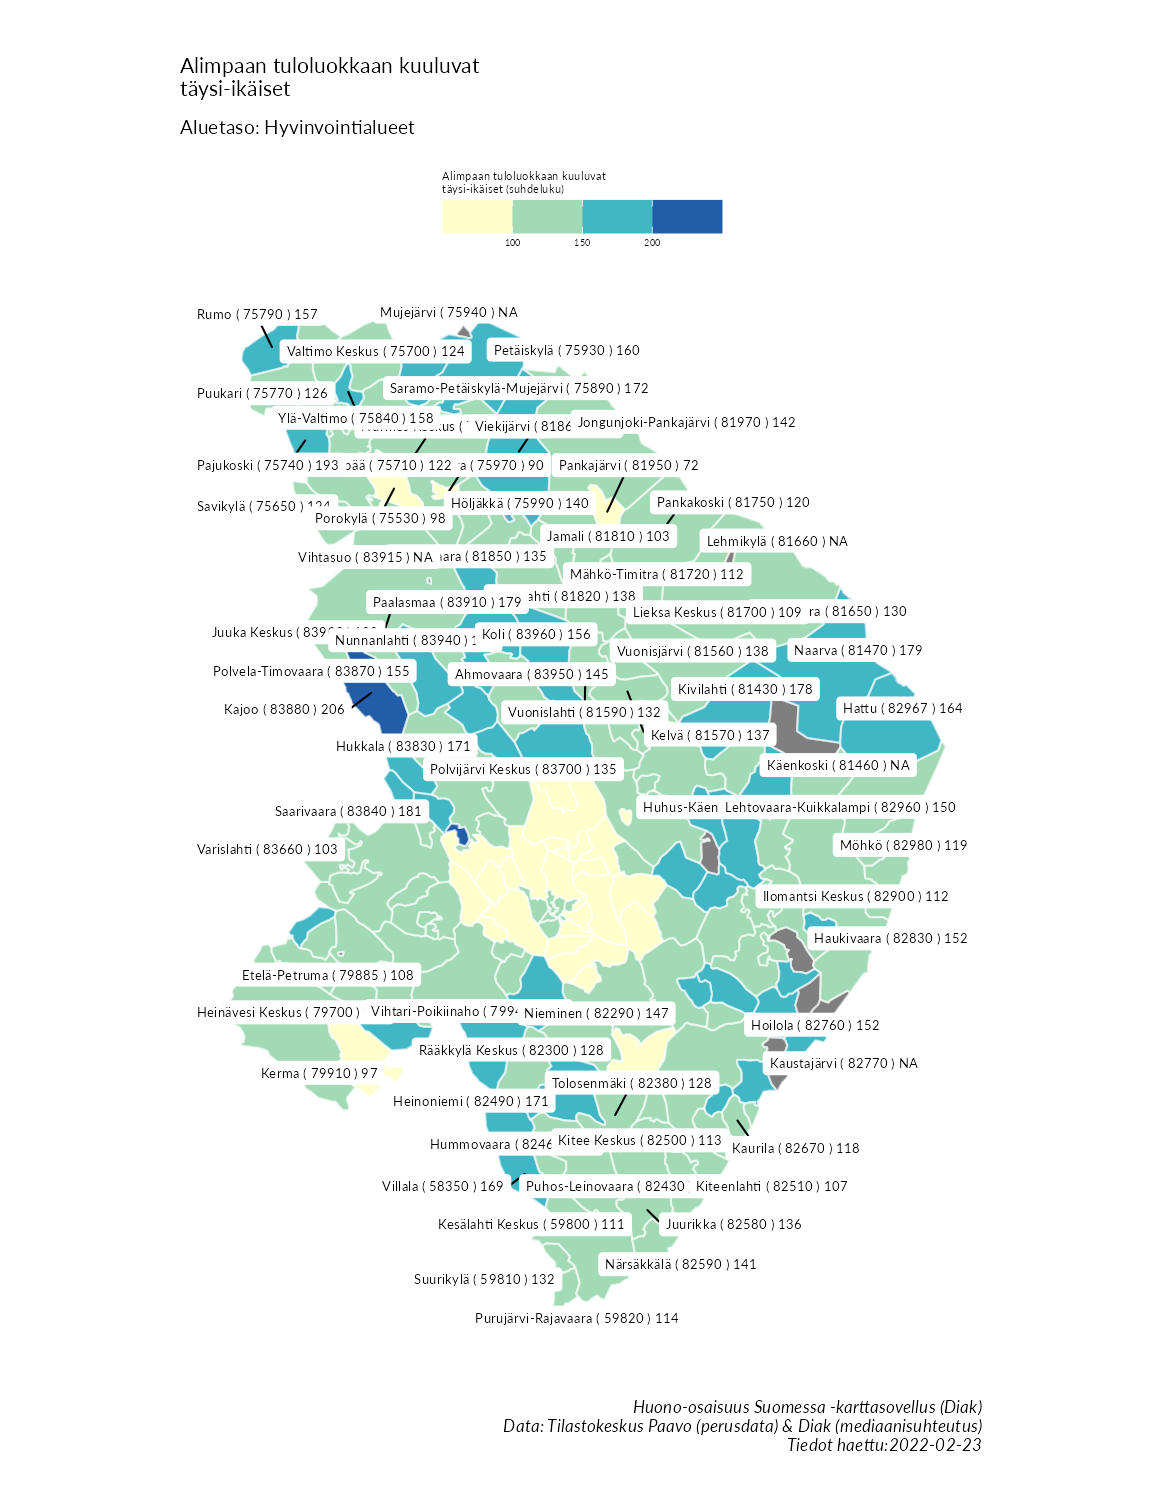 Alimpaan tuloluokkaan kuuluvat
täysi-ikäiset
Aluetaso: Hyvinvointialueet
Alimpaan tuloluokkaan kuuluvat
täysi-ikäiset (suhdeluku)
100 150 200
Rumo ( 75790 ) 157
Mujejärvi ( 75940 ) NA
Valtimo Keskus ( 75700 ) 124
Petäiskylä ( 75930 ) 160
Puukari ( 75770 ) 126
Saramo-Petäiskylä-Mujejärvi ( 75890 ) 172
Ylä-Valtimo ( 75840 ) 158
Viekijärvi ( 8186
Jongunjoki-Pankajärvi ( 81970 ) 142
Pajukoski ( 75740 ) 193
pää ( 75710 ) 122
a ( 75970 ) 90
Pankajärvi ( 81950 ) 72
Savikylä ( 75650 ) 124
Höljäkkä ( 75990 ) 140
Pankakoski ( 81750 ) 120
Porokylä ( 75530 ) 98
Jamali ( 81810 ) 103
Lehmikylä ( 81660 ) NA
Vihtasuo ( 83915 ) NA
aara ( 81850 ) 135
Mähkö-Timitra ( 81720 ) 112
Paalasmaa ( 83910 ) 179
ahti ( 81820 ) 138
Lieksa Keskus ( 81700 ) 109
ra ( 81650 ) 130
Juuka Keskus ( 839
Nunnanlahti ( 83940 ) 1
Koli ( 83960 ) 156
Vuonisjärvi ( 81560 ) 138
Naarva ( 81470 ) 179
Polvela-Timovaara ( 83870 ) 155
Ahmovaara ( 83950 ) 145
Kivilahti ( 81430 ) 178
Kajoo ( 83880 ) 206
Vuonislahti ( 81590 ) 132
Hattu ( 82967 ) 164
Kelvä ( 81570 ) 137
Hukkala ( 83830 ) 171
Polvijärvi Keskus ( 83700 ) 135
Käenkoski ( 81460 ) NA
Saarivaara ( 83840 ) 181
Huhus-Käen
Lehtovaara-Kuikkalampi ( 82960 ) 150
Varislahti ( 83660 ) 103
Möhkö ( 82980 ) 119
Ilomantsi Keskus ( 82900 ) 112
Haukivaara ( 82830 ) 152
Etelä-Petruma ( 79885 ) 108
Heinävesi Keskus ( 79700 )
Vihtari-Poikiinaho ( 799
Nieminen ( 82290 ) 147
Hoilola ( 82760 ) 152
Rääkkylä Keskus ( 82300 ) 128
Kaustajärvi ( 82770 ) NA
Kerma ( 79910 ) 97
Tolosenmäki ( 82380 ) 128
Heinoniemi ( 82490 ) 171
Hummovaara ( 8246
Kitee Keskus ( 82500 ) 113
Kaurila ( 82670 ) 118
Villala ( 58350 ) 169
Puhos-Leinovaara ( 82430
Kiteenlahti ( 82510 ) 107
Kesälahti Keskus ( 59800 ) 111
Juurikka ( 82580 ) 136
Närsäkkälä ( 82590 ) 141
Suurikylä ( 59810 ) 132
Purujärvi-Rajavaara ( 59820 ) 114
Huono-osaisuus Suomessa -karttasovellus (Diak)
Data: Tilastokeskus Paavo (perusdata) & Diak (mediaanisuhteutus)
Tiedot haettu:2022-02-23